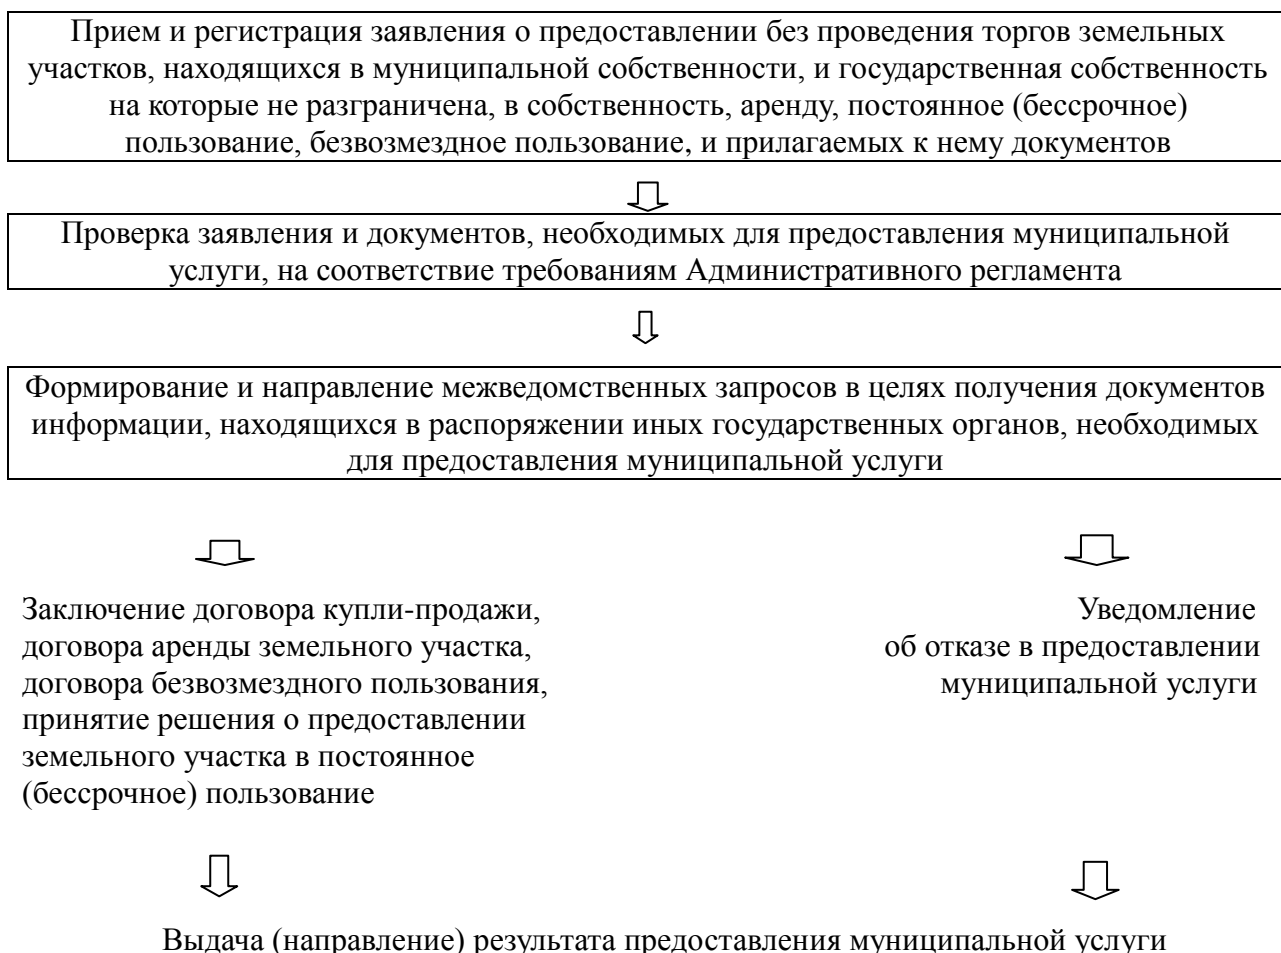 Прием и регистрация заявления о предоставлении без проведения торгов земельных
участков, находящихся в муниципальной собственности, и государственная собственность
на которые не разграничена, в собственность, аренду, постоянное (бессрочное)
пользование, безвозмездное пользование, и прилагаемых к нему документов
Проверка заявления и документов, необходимых для предоставления муниципальной
услуги, на соответствие требованиям Административного регламента
Формирование и направление межведомственных запросов в целях получения документов
информации, находящихся в распоряжении иных государственных органов, необходимых
для предоставления муниципальной услуги
Заключение договора купли-продажи,
договора аренды земельного участка,
договора безвозмездного пользования,
принятие решения о предоставлении
земельного участка в постоянное
(бессрочное) пользование
Уведомление
об отказе в предоставлении
муниципальной услуги
Выдача (направление) результата предоставления муниципальной услуги